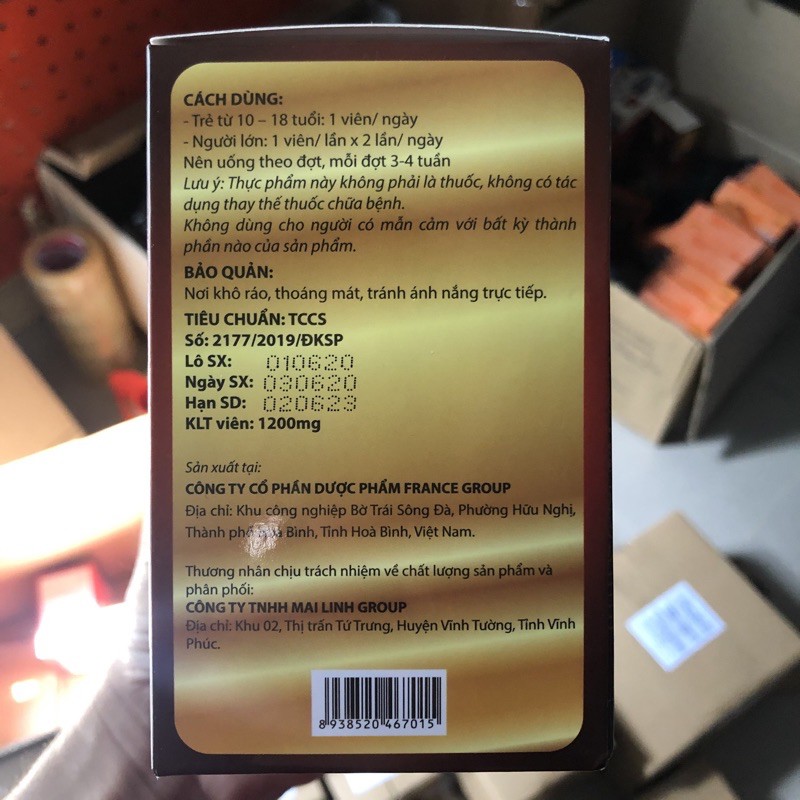 CÁCH DÙNG:
- Trẻ từ 10 – 18 tuổi: 1 viên/ ngày
- Người lớn: 1 viên/ lần x 2 lần/ ngày
Nên uống theo đợt, mỗi đợt 3-4 tuần
Lưu ý: Thực phẩm này không phải là thuốc, không có tác
dụng thay thế thuốc chữa bệnh.
Không dùng cho người có mẫn cảm với bất kỳ thành
phần nào của sản phẩm.
BẢO QUẢN:
Nơi khô ráo, thoáng mát, tránh ánh nắng trực tiếp.
TIÊU CHUẨN: TCCS
Số: 2177/2019/ĐKSP
Lô SX: 010620
Ngày SX: 030620
Hạn SD: 020623
KLT viên: 1200mg
Sản xuất tại:
CÔNG TY CỔ PHẦN DƯỢC PHẨM FRANCE GROUP
Địa chỉ: Khu công nghiệp Bờ Trái Sông Đà, Phường Hữu Nghị,
Thành phố Hoà Bình, Tỉnh Hoà Bình, Việt Nam.
Thương nhân chịu trách nhiệm về chất lượng sản phẩm và
phân phối:
CÔNG TY TNHH MAI LINH GROUP
Địa chỉ: Khu 02, Thị trấn Tứ Trưng, Huyện Vĩnh Tường, Tỉnh Vĩnh
Phúc.
8 938520 467015